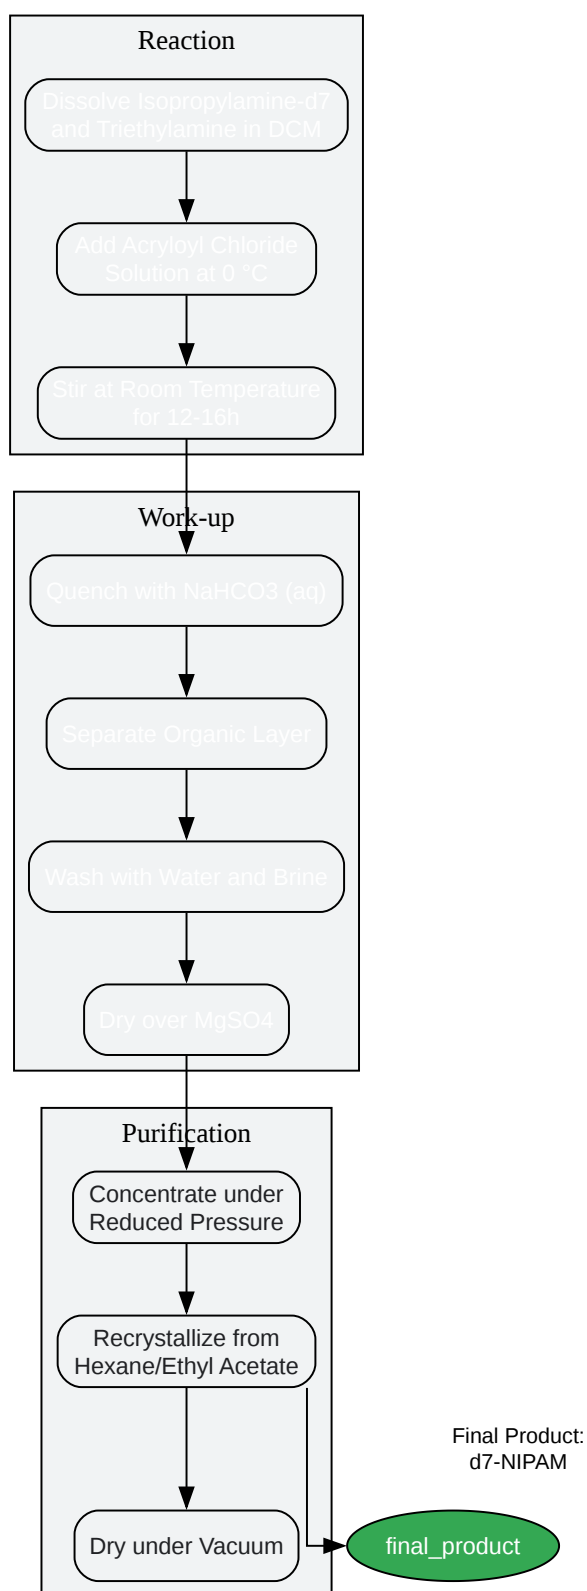 Reaction
Dissolve Isopropylamine-d7
and Triethylamine in DCM
Add Acryloyl Chloride
Solution at 0 °C
Stir at Room Temperature
for 12-16h
Work-up
Quench with NaHCO3 (aq)
Separate Organic Layer
Wash with Water and Brine
Dry over MgSO4
Purification
Concentrate under
Reduced Pressure
Recrystallize from
Hexane/Ethyl Acetate
Final Product:
d7-NIPAM
Dry under Vacuum
final_product